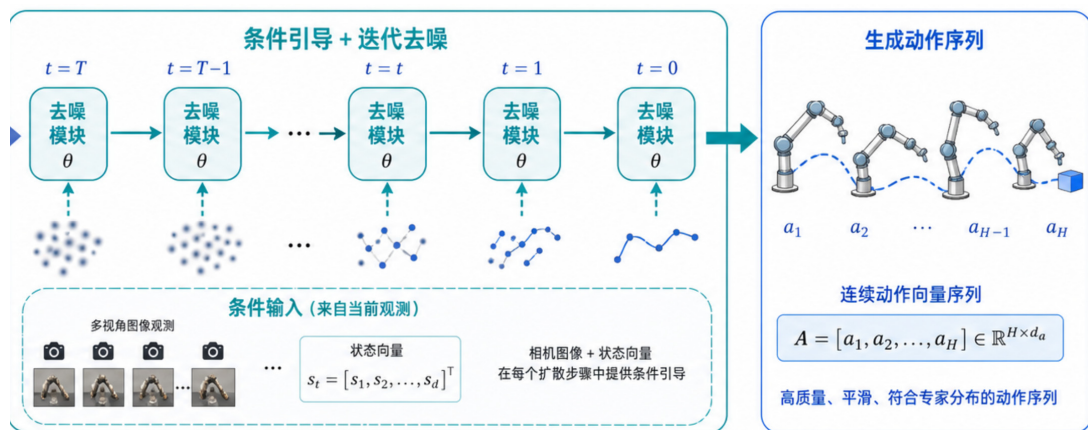 条件引导 + 迭代去噪
t = T
t = T−1
t = t
t = 1
t = 0
去噪
模块
θ
去噪
模块
θ
...
去噪
模块
θ
去噪
模块
θ
去噪
模块
θ
...
条件输入 (来自当前观测)
多视角图像观测
...
...
状态向量
s_t = [s_1, s_2, ..., s_d]^⊤
相机图像 + 状态向量
在每个扩散步骤中提供条件引导
生成动作序列
a_1 a_2 ... a_{H−1} a_H
连续动作向量序列
A = [a_1, a_2, ..., a_H] ∈ ℝ^{H×d_a}
高质量、平滑、符合专家分布的动作序列